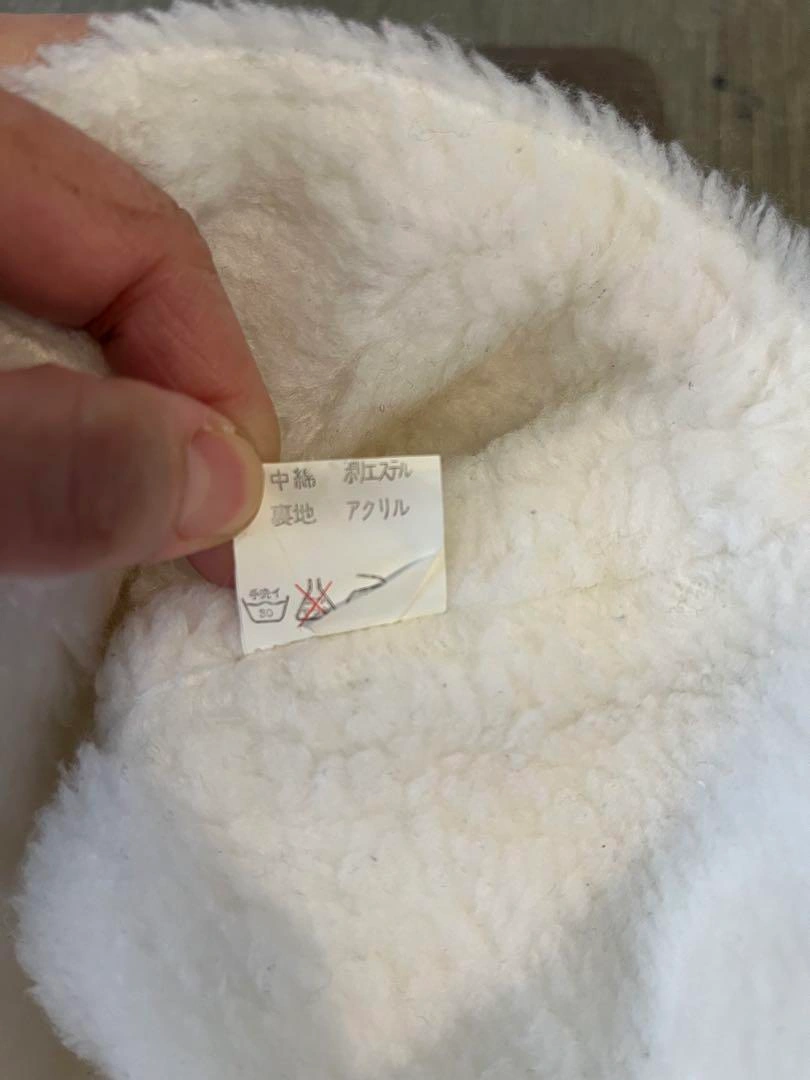 中綿 ポリエステル
裏地 アクリル
手洗イ
30